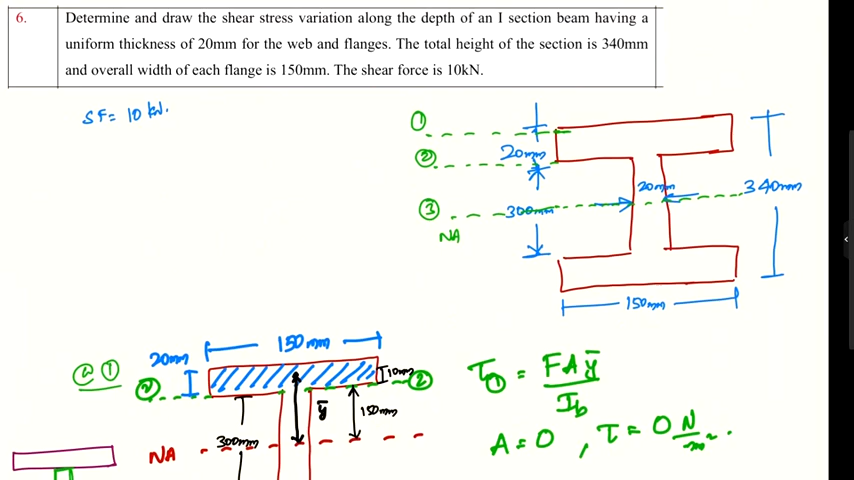 6. Determine and draw the shear stress variation along the depth of an I section beam having a
uniform thickness of 20mm for the web and flanges. The total height of the section is 340mm
and overall width of each flange is 150mm. The shear force is 10kN.
SF = 10 kN.
①
②
20mm
20mm
340mm
③
300mm
NA
150mm
150mm
20mm
@ ①
②
10mm
②
ȳ
150mm
300mm
NA
τ① = FAȳ / Ib
A = 0 , τ = 0 N/m²